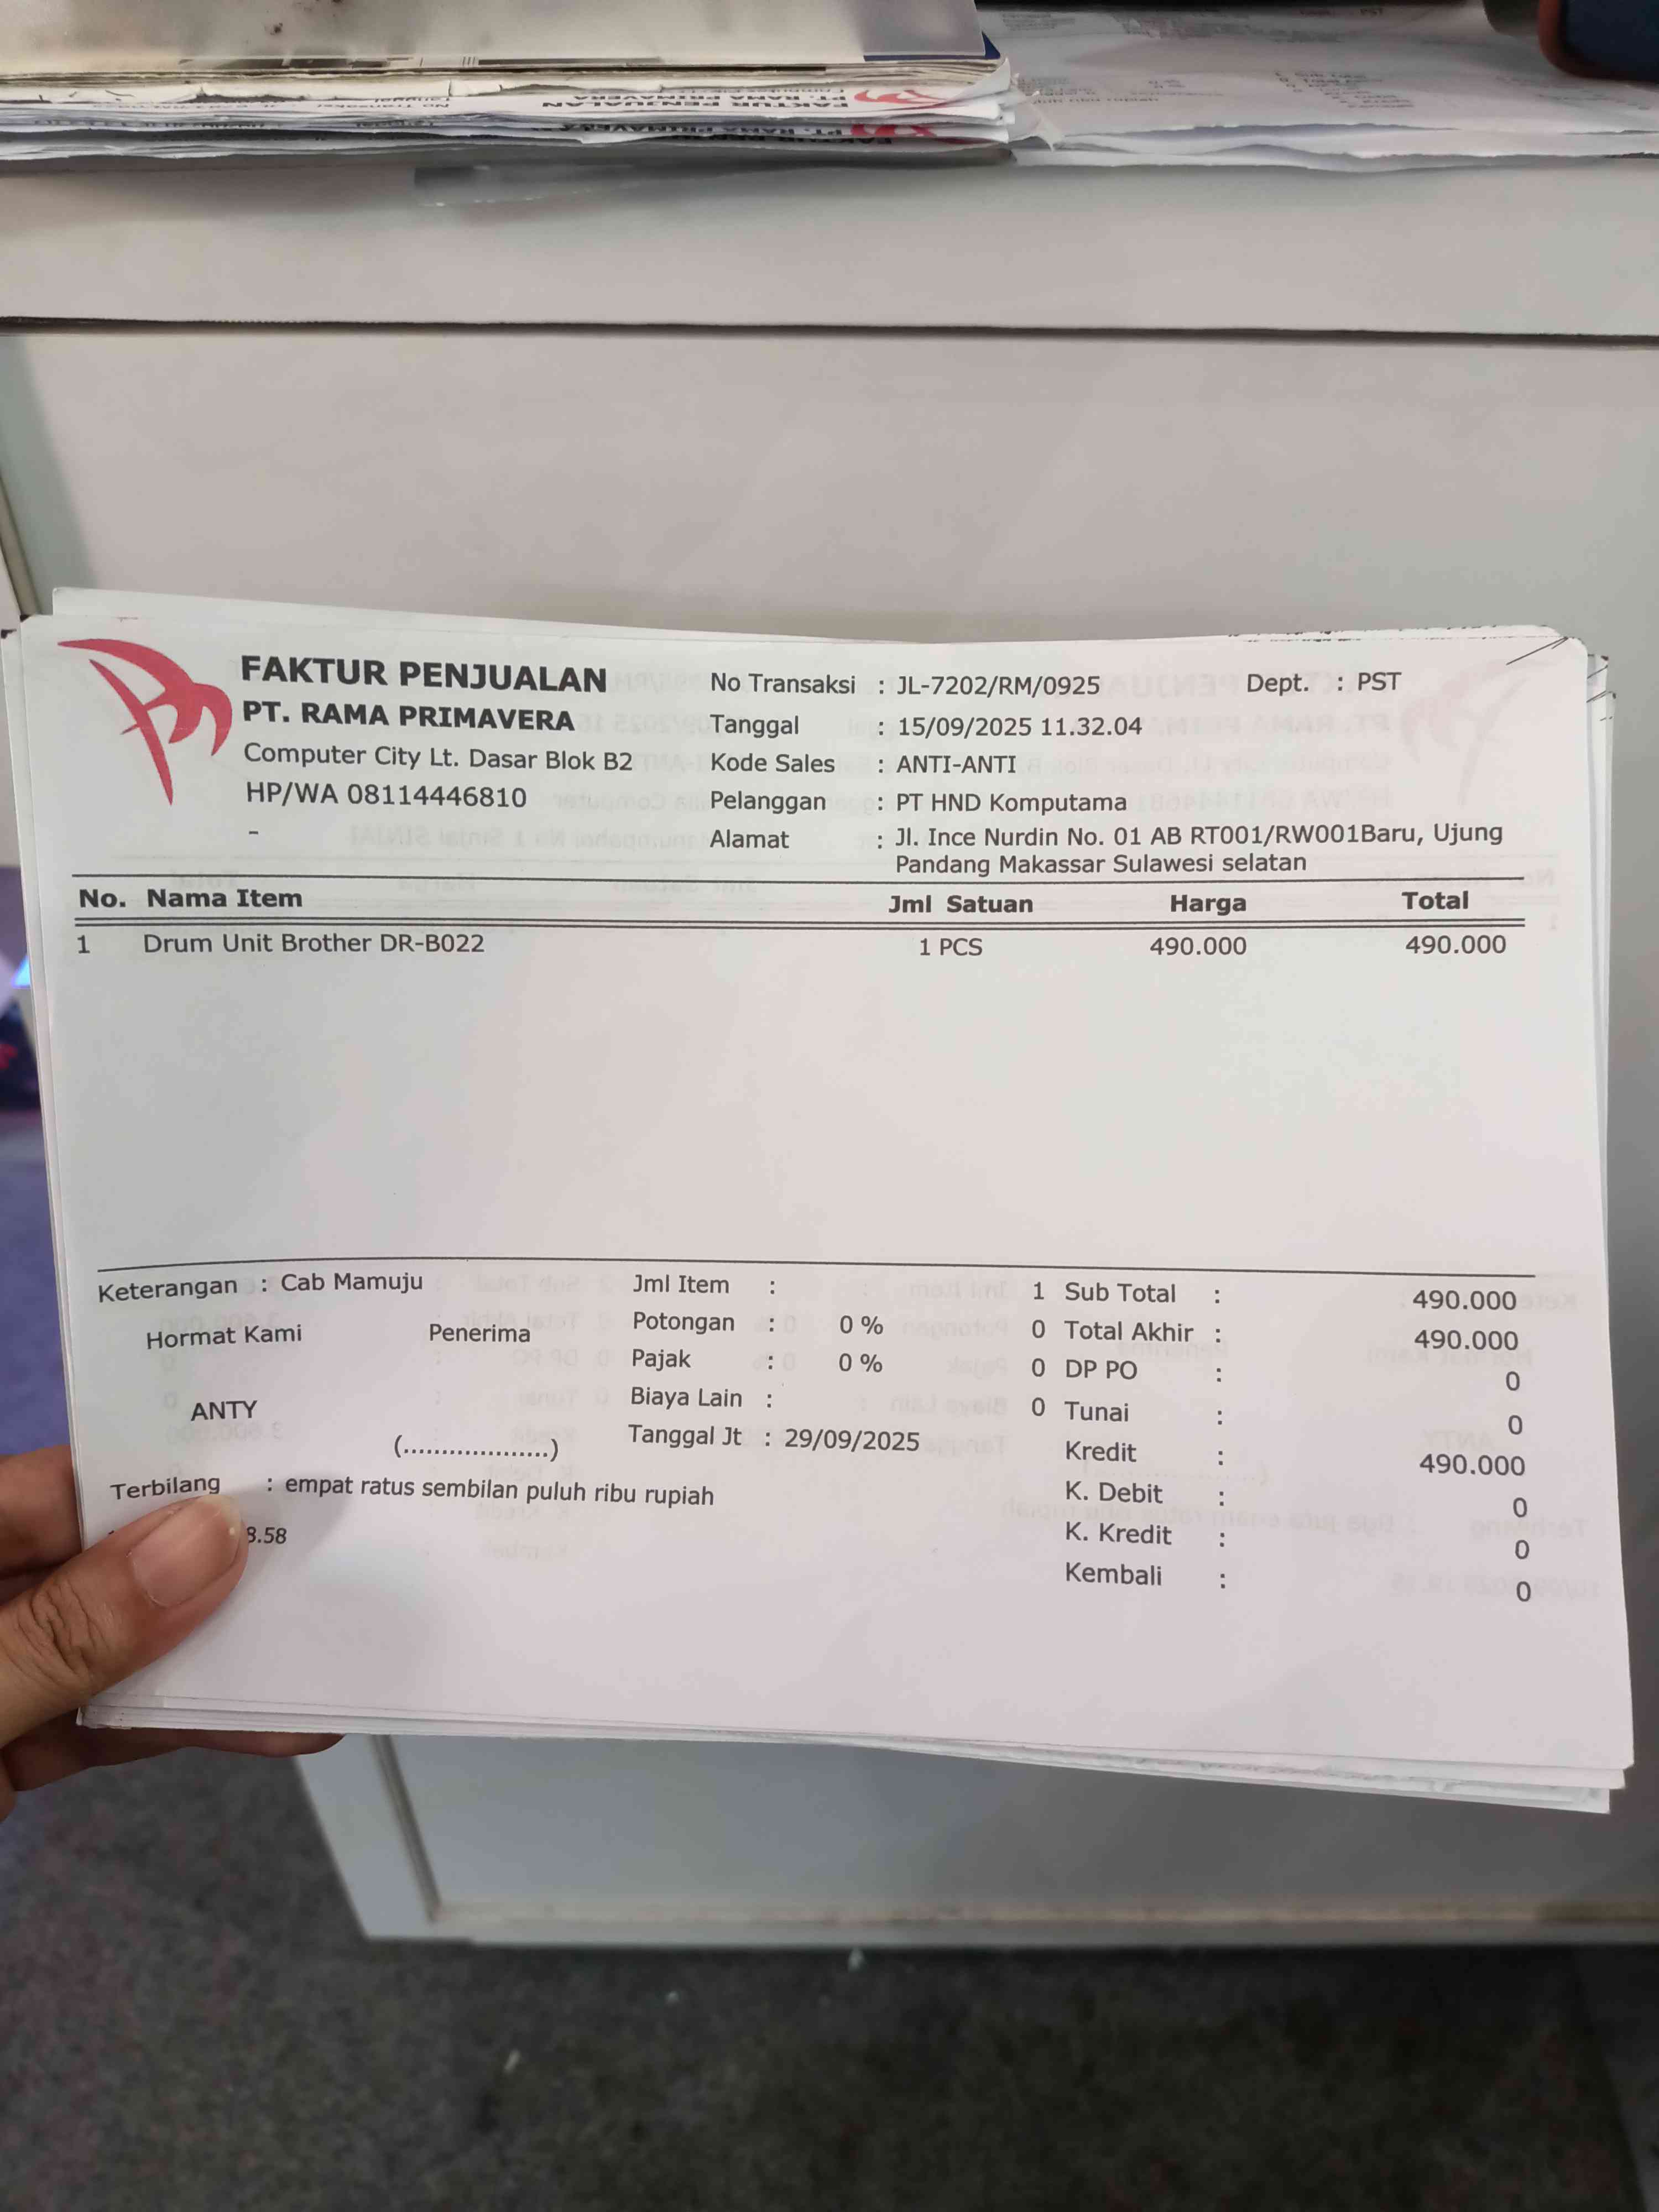 FAKTUR PENJUALAN
PT. RAMA PRIMAVERA
Computer City Lt. Dasar Blok B2
HP/WA 08114446810
-
No Transaksi : JL-7202/RM/0925
Dept. : PST
Tanggal : 15/09/2025 11.32.04
Kode Sales : ANTI-ANTI
Pelanggan : PT HND Komputama
Alamat : Jl. Ince Nurdin No. 01 AB RT001/RW001Baru, Ujung
Pandang Makassar Sulawesi selatan
No. Nama Item Jml Satuan Harga Total
1 Drum Unit Brother DR-B022 1 PCS 490.000 490.000
Keterangan : Cab Mamuju
Hormat Kami Penerima
ANTY
(...................)
Jml Item : 1
Potongan : 0 % 0
Pajak : 0 % 0
Biaya Lain : 0
Tanggal Jt : 29/09/2025
Sub Total : 490.000
Total Akhir : 490.000
DP PO : 0
Tunai : 0
Kredit : 490.000
K. Debit : 0
K. Kredit : 0
Kembali : 0
Terbilang : empat ratus sembilan puluh ribu rupiah
8.58